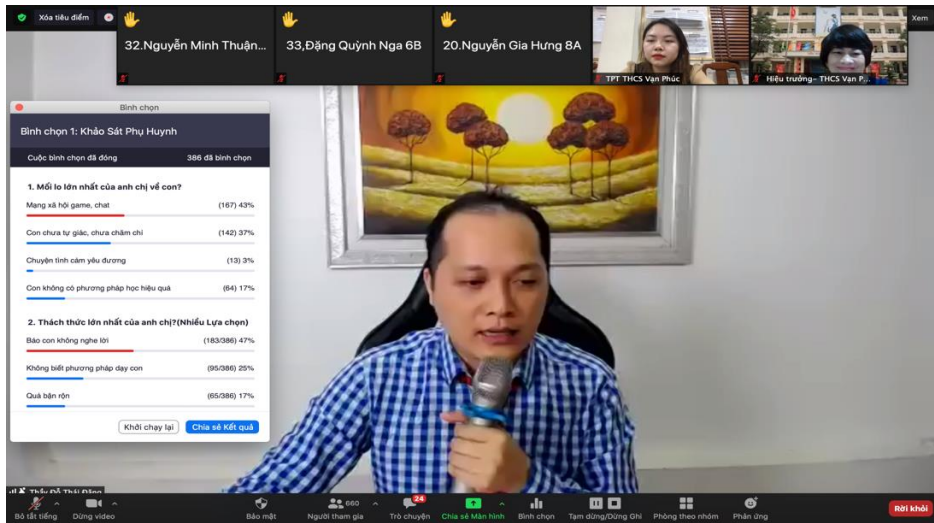 Xóa tiêu điểm
Xem
32.Nguyễn Minh Thuận...
33,Đặng Quỳnh Nga 6B
20.Nguyễn Gia Hưng 8A
TPT THCS Vạn Phúc
Hiệu trưởng- THCS Vạn P...
Bình chọn
Bình chọn 1: Khảo Sát Phụ Huynh
Cuộc bình chọn đã đóng 386 đã bình chọn
1. Mối lo lớn nhất của anh chị về con?
Mạng xã hội game, chat (167) 43%
Con chưa tự giác, chưa chăm chỉ (142) 37%
Chuyện tình cảm yêu đương (13) 3%
Con không có phương pháp học hiệu quả (64) 17%
2. Thách thức lớn nhất của anh chị?(Nhiều Lựa chọn)
Bảo con không nghe lời (183/386) 47%
Không biết phương pháp dạy con (95/386) 25%
Quá bận rộn (65/386) 17%
Khởi chạy lại Chia sẻ Kết quả
Thầy Đỗ Thái Đăng
660 24
Bỏ tắt tiếng Dừng video Bảo mật Người tham gia Trò chuyện Chia sẻ Màn hình Bình chọn Tạm dừng/Dừng Ghi Phòng theo nhóm Phản ứng Rời khỏi